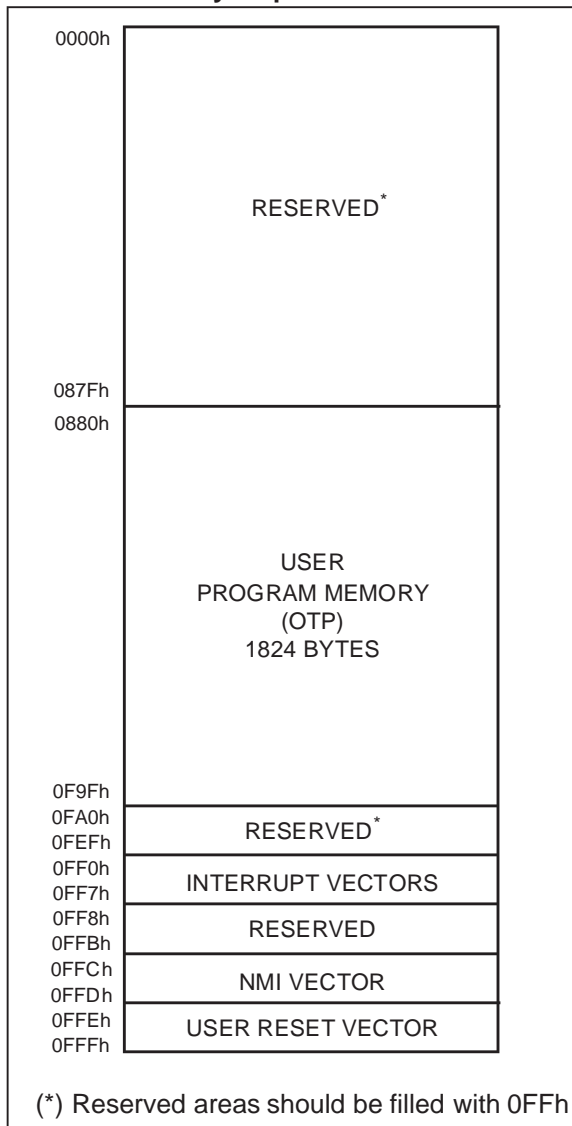 0000h
RESERVED*
087Fh
0880h
USER
PROGRAM MEMORY
(OTP)
1824 BYTES
0F9Fh
0FA0h
RESERVED*
0FEFh
0FF0h
INTERRUPT VECTORS
0FF7h
0FF8h
RESERVED
0FFBh
0FFCh
NMI VECTOR
0FFDh
0FFEh
USER RESET VECTOR
0FFFh
(*) Reserved areas should be filled with 0FFh